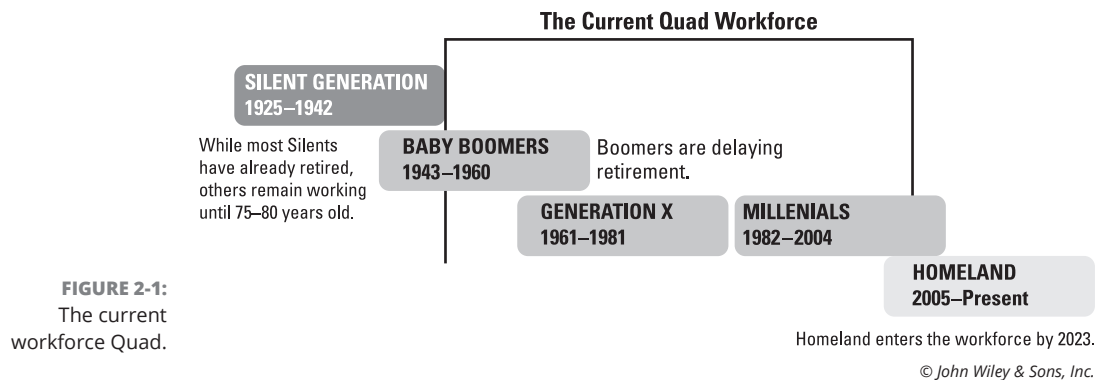 The Current Quad Workforce
SILENT GENERATION
1925–1942
While most Silents
have already retired,
others remain working
until 75–80 years old.
BABY BOOMERS
1943–1960
Boomers are delaying
retirement.
GENERATION X
1961–1981
MILLENIALS
1982–2004
HOMELAND
2005–Present
Homeland enters the workforce by 2023.
FIGURE 2-1:
The current
workforce Quad.
© John Wiley & Sons, Inc.